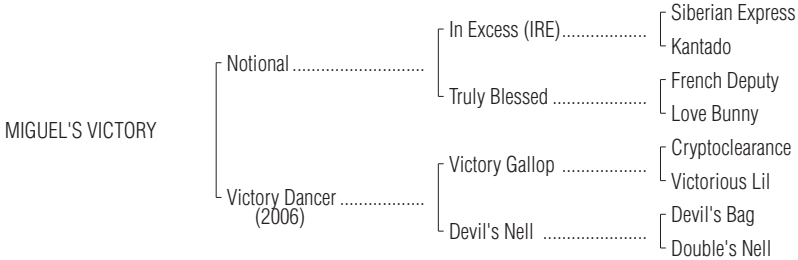 Siberian Express
In Excess (IRE)...................
Kantado
Notional ............................
French Deputy
Truly Blessed ....................
Love Bunny
MIGUEL'S VICTORY
Cryptoclearance
Victory Gallop ..................
Victorious Lil
Victory Dancer ..................
(2006)
Devil's Bag
Devil's Nell ......................
Double's Nell